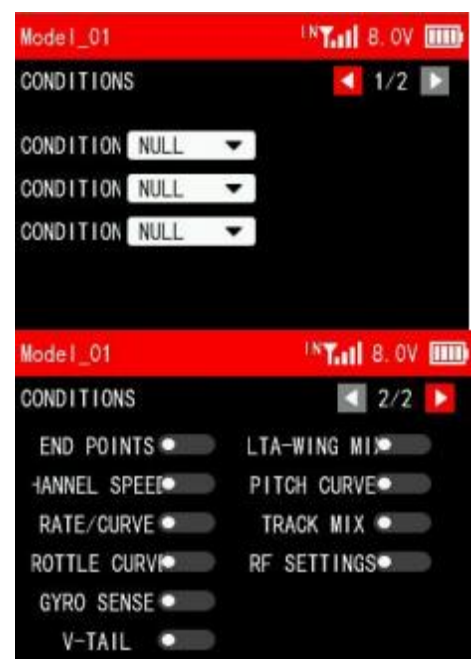 Model_01 IN 8.0V
CONDITIONS 1/2
CONDITION NULL
CONDITION NULL
CONDITION NULL
Model_01 IN 8.0V
CONDITIONS 2/2
END POINTS LTA-WING MI
HANNEL SPEE PITCH CURVE
RATE/CURVE TRACK MIX
ROTTLE CURV RF SETTINGS
GYRO SENSE
V-TAIL